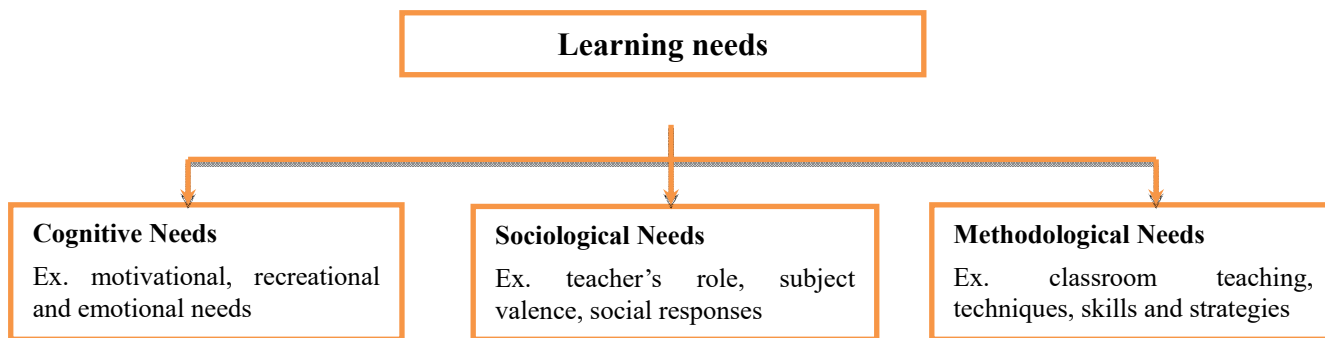 Learning needs
Cognitive Needs
Ex. motivational, recreational
and emotional needs
Sociological Needs
Ex. teacher’s role, subject
valence, social responses
Methodological Needs
Ex. classroom teaching,
techniques, skills and strategies